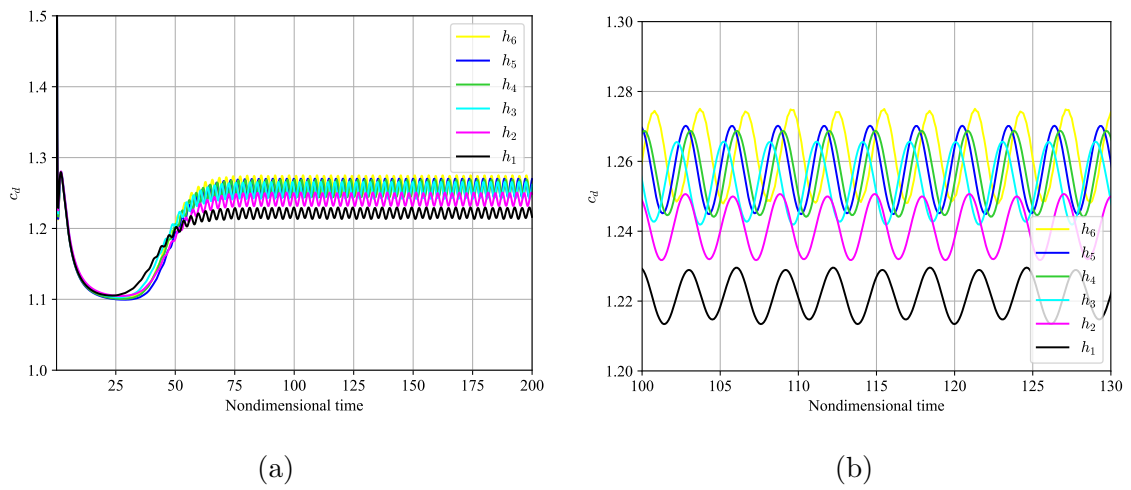 1.5
1.4
1.3
1.2
1.1
1.0
c_d
25 50 75 100 125 150 175 200
Nondimensional time
h_6
h_5
h_4
h_3
h_2
h_1
(a)
1.30
1.28
1.26
1.24
1.22
1.20
c_d
100 105 110 115 120 125 130
Nondimensional time
h_6
h_5
h_4
h_3
h_2
h_1
(b)